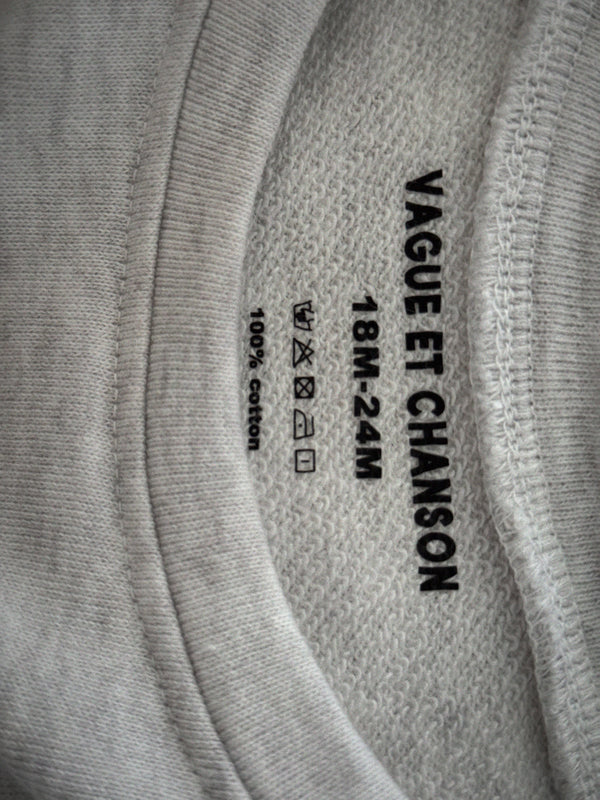 VAGUE ET CHANSON
18M-24M
100% cotton